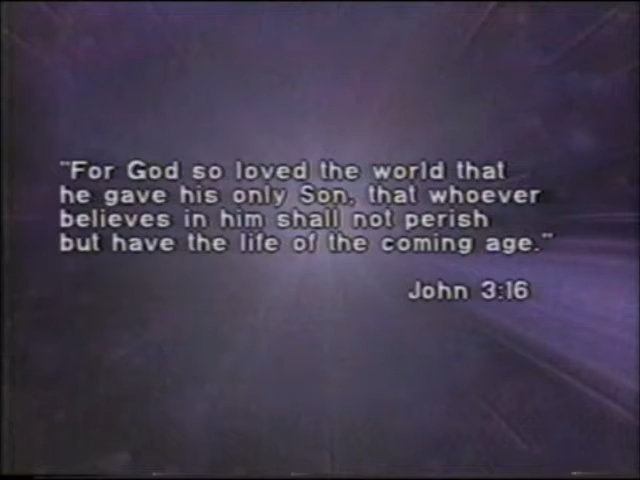 "For God so loved the world that
he gave his only Son, that whoever
believes in him shall not perish
but have the life of the coming age."
John 3:16